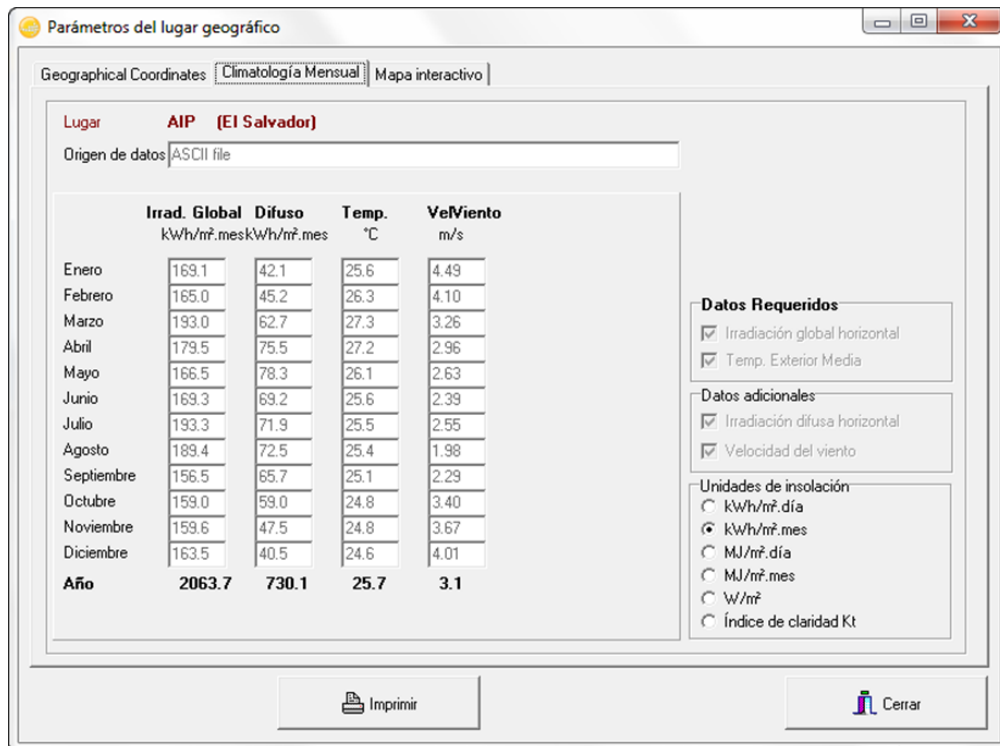 Parámetros del lugar geográfico
Geographical Coordinates Climatología Mensual Mapa interactivo
Lugar AIP (El Salvador)
Origen de datos ASCII file
Irrad. Global Difuso Temp. VelViento
kWh/m².mes kWh/m².mes °C m/s
Enero 169.1 42.1 25.6 4.49
Febrero 165.0 45.2 26.3 4.10
Marzo 193.0 62.7 27.3 3.26
Abril 179.5 75.5 27.2 2.96
Mayo 166.5 78.3 26.1 2.63
Junio 169.3 69.2 25.6 2.39
Julio 193.3 71.9 25.5 2.55
Agosto 189.4 72.5 25.4 1.98
Septiembre 156.5 65.7 25.1 2.29
Octubre 159.0 59.0 24.8 3.40
Noviembre 159.6 47.5 24.8 3.67
Diciembre 163.5 40.5 24.6 4.01
Año 2063.7 730.1 25.7 3.1
Datos Requeridos
Irradiación global horizontal
Temp. Exterior Media
Datos adicionales
Irradiación difusa horizontal
Velocidad del viento
Unidades de insolación
kWh/m².día
kWh/m².mes
MJ/m².día
MJ/m².mes
W/m²
Índice de claridad Kt
Imprimir
Cerrar